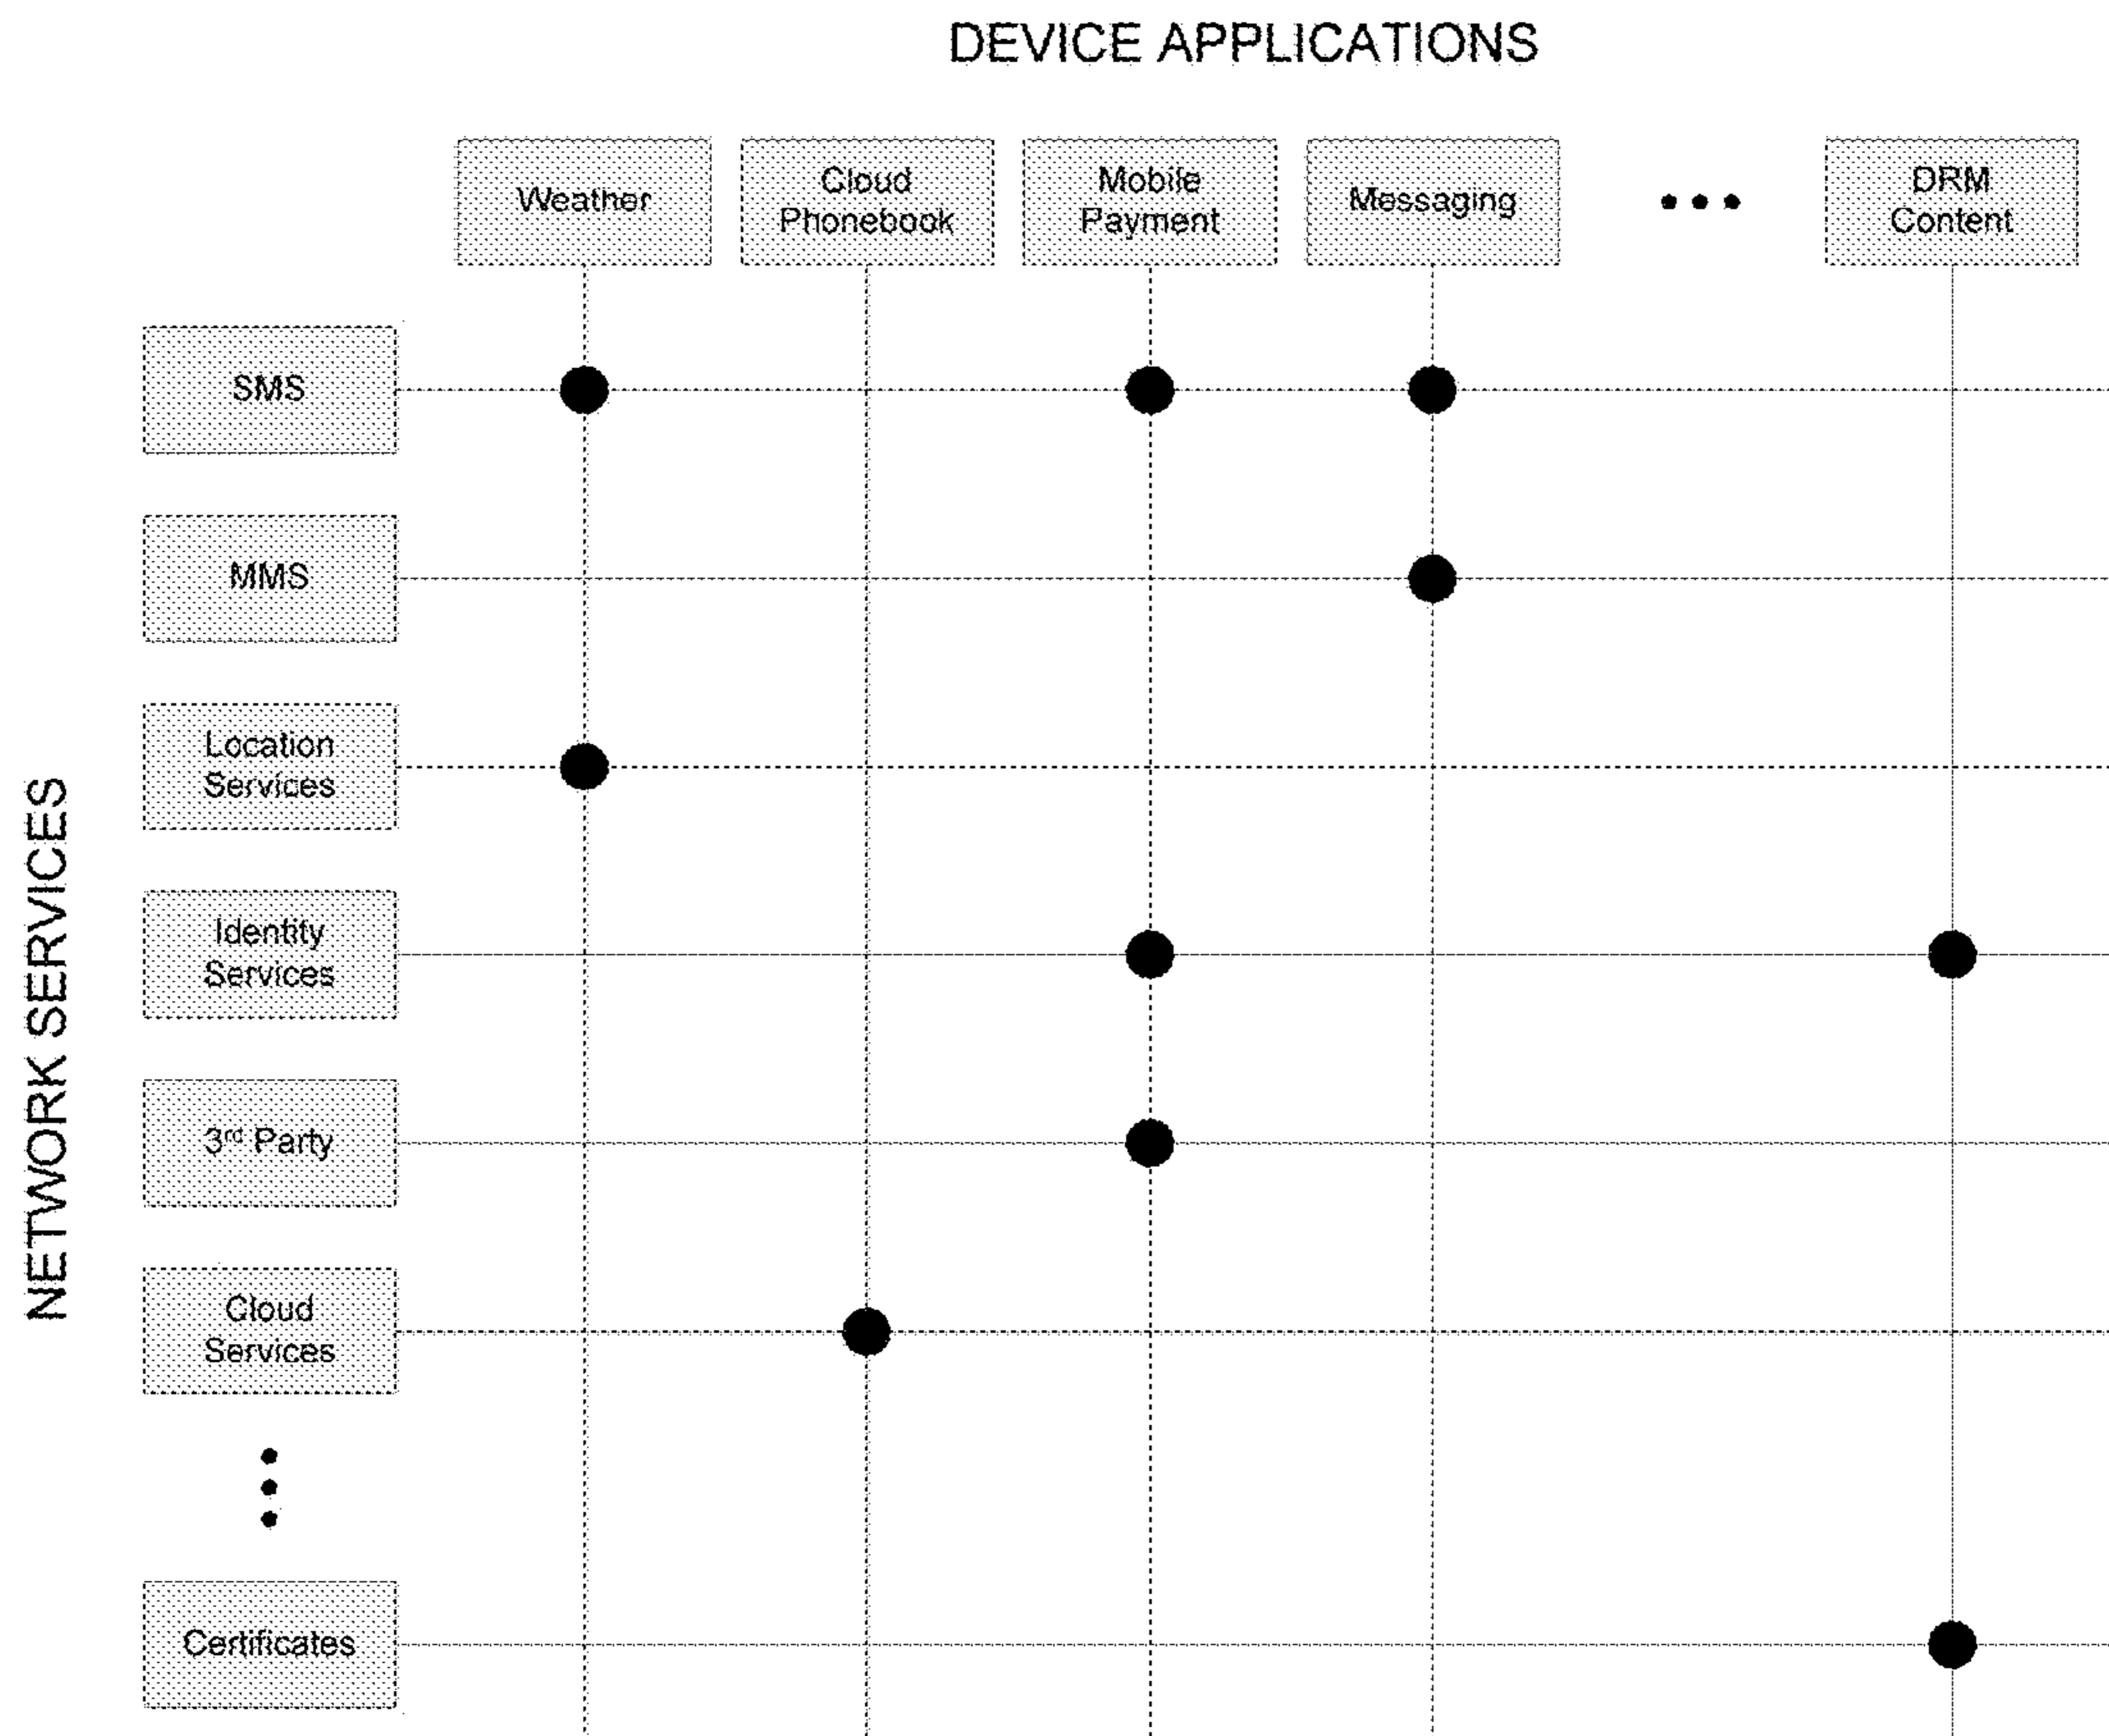 DEVICE APPLICATIONS
Weather
Cloud
Phonebook
Mobile
Payment
Messaging
DRM
Content
NETWORK SERVICES
SMS
MMS
Location
Services
Identity
Services
3rd Party
Cloud
Services
Certificates